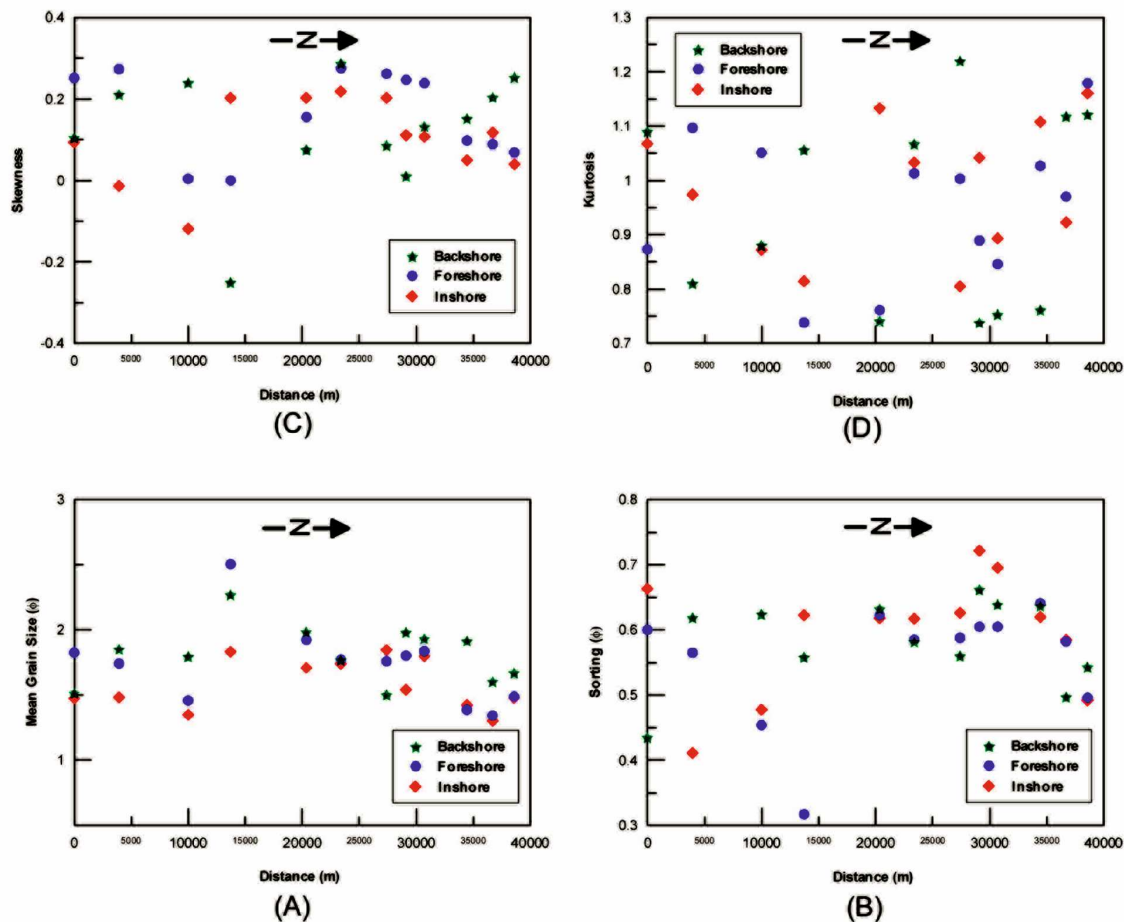 0.4
0.2
0
-0.2
-0.4
Skewness
N
Backshore
Foreshore
Inshore
0 5000 10000 15000 20000 25000 30000 35000 40000
Distance (m)
(C)
1.3
1.2
1.1
1
0.9
0.8
0.7
Kurtosis
N
Backshore
Foreshore
Inshore
0 5000 10000 15000 20000 25000 30000 35000 40000
Distance (m)
(D)
3
2
1
Mean Grain Size (ϕ)
N
Backshore
Foreshore
Inshore
0 5000 10000 15000 20000 25000 30000 35000 40000
Distance (m)
(A)
0.8
0.7
0.6
0.5
0.4
0.3
Sorting (ϕ)
N
Backshore
Foreshore
Inshore
0 5000 10000 15000 20000 25000 30000 35000 40000
Distance (m)
(B)